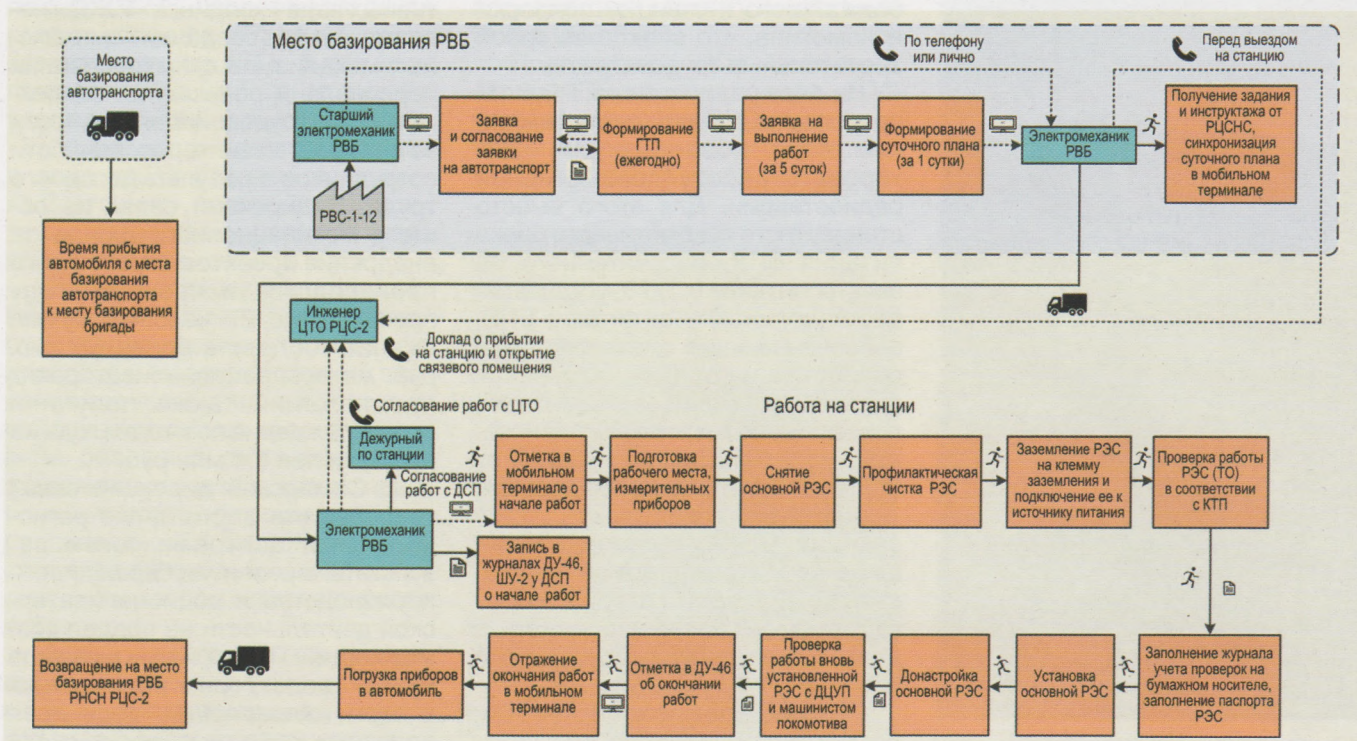 Место
базирования
автотранспорта
Время прибытия
автомобиля с места
базирования
автотранспорта
к месту базирования
бригады
Место базирования РВБ
По телефону
или лично
Перед выездом
на станцию
Старший
электромеханик
РВБ
РВС-1-12
Заявка
и согласование
заявки
на автотранспорт
Формирование
ГТП
(ежегодно)
Заявка на
выполнение
работ
(за 5 суток)
Формирование
суточного плана
(за 1 сутки)
Электромеханик
РВБ
Получение задания
и инструктажа от
РЦСНС,
синхронизация
суточного плана
в мобильном
терминале
Инженер
ЦТО РЦС-2
Доклад о прибытии
на станцию и открытие
связевого помещения
Согласование работ с ЦТО
Дежурный
по станции
Согласование
работ с ДСП
Электромеханик
РВБ
Запись в
журналах ДУ-46,
ШУ-2 у ДСП
о начале работ
Работа на станции
Отметка в
мобильном
терминале о
начале работ
Подготовка
рабочего места,
измерительных
приборов
Снятие
основной РЭС
Профилактическая
чистка РЭС
Заземление РЭС
на клемму
заземления и
подключение ее к
источнику питания
Проверка работы
РЭС (ТО)
в соответствии
с КТП
Возвращение на место
базирования РВБ
РНСН РЦС-2
Погрузка приборов
в автомобиль
Отражение
окончания работ
в мобильном
терминале
Отметка в ДУ-46
об окончании
работ
Проверка
работы вновь
установленной
РЭС с ДЦУП
и машинистом
локомотива
Донастройка
основной РЭС
Установка
основной РЭС
Заполнение журнала
учета проверок на
бумажном носителе,
заполнение паспорта
РЭС